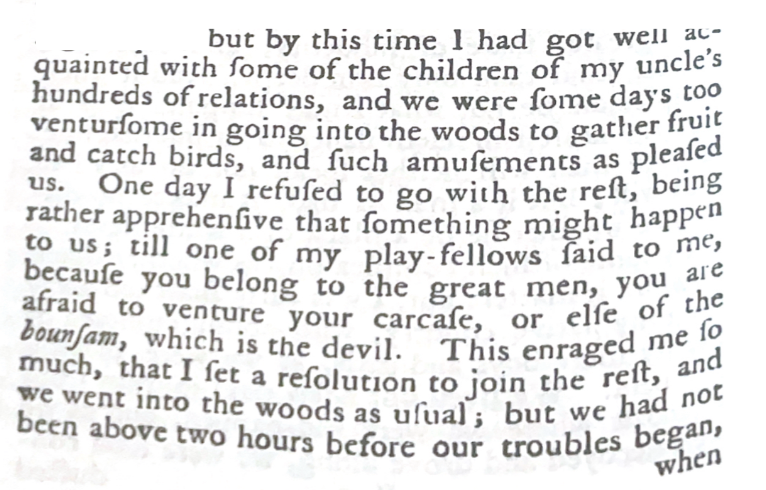 but by this time I had got well ac-
quainted with ſome of the children of my uncle's
hundreds of relations, and we were ſome days too
venturſome in going into the woods to gather fruit
and catch birds, and ſuch amuſements as pleaſed
us. One day I refuſed to go with the reſt, being
rather apprehenſive that ſomething might happen
to us; till one of my play-fellows ſaid to me,
becauſe you belong to the great men, you are
afraid to venture your carcaſe, or elſe of the
bounſam, which is the devil. This enraged me ſo
much, that I ſet a reſolution to join the reſt, and
we went into the woods as uſual; but we had not
been above two hours before our troubles began,
when